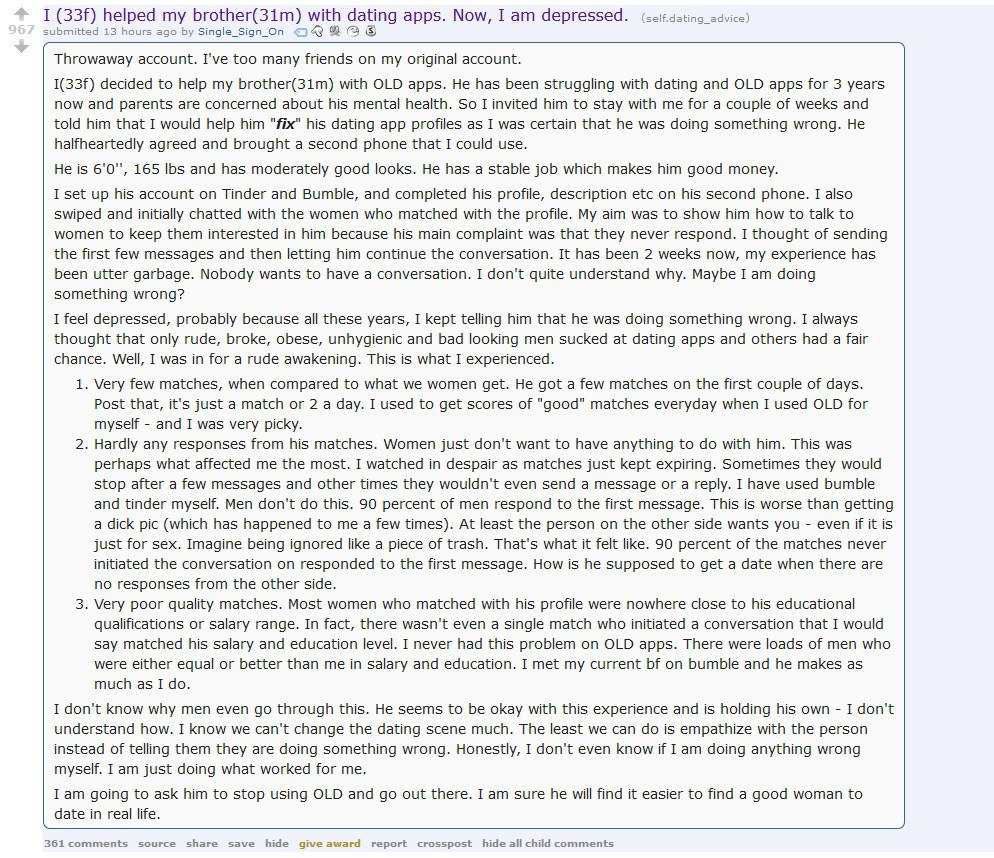 I (33f) helped my brother(31m) with dating apps. Now, I am depressed. (self.dating_advice)
967
submitted 13 hours ago by Single_Sign_On
Throwaway account. I've too many friends on my original account.
I(33f) decided to help my brother(31m) with OLD apps. He has been struggling with dating and OLD apps for 3 years
now and parents are concerned about his mental health. So I invited him to stay with me for a couple of weeks and
told him that I would help him "fix" his dating app profiles as I was certain that he was doing something wrong. He
halfheartedly agreed and brought a second phone that I could use.
He is 6'0'', 165 lbs and has moderately good looks. He has a stable job which makes him good money.
I set up his account on Tinder and Bumble, and completed his profile, description etc on his second phone. I also
swiped and initially chatted with the women who matched with the profile. My aim was to show him how to talk to
women to keep them interested in him because his main complaint was that they never respond. I thought of sending
the first few messages and then letting him continue the conversation. It has been 2 weeks now, my experience has
been utter garbage. Nobody wants to have a conversation. I don't quite understand why. Maybe I am doing
something wrong?
I feel depressed, probably because all these years, I kept telling him that he was doing something wrong. I always
thought that only rude, broke, obese, unhygienic and bad looking men sucked at dating apps and others had a fair
chance. Well, I was in for a rude awakening. This is what I experienced.
1. Very few matches, when compared to what we women get. He got a few matches on the first couple of days.
Post that, it's just a match or 2 a day. I used to get scores of "good" matches everyday when I used OLD for
myself - and I was very picky.
2. Hardly any responses from his matches. Women just don't want to have anything to do with him. This was
perhaps what affected me the most. I watched in despair as matches just kept expiring. Sometimes they would
stop after a few messages and other times they wouldn't even send a message or a reply. I have used bumble
and tinder myself. Men don't do this. 90 percent of men respond to the first message. This is worse than getting
a dick pic (which has happened to me a few times). At least the person on the other side wants you - even if it is
just for sex. Imagine being ignored like a piece of trash. That's what it felt like. 90 percent of the matches never
initiated the conversation on responded to the first message. How is he supposed to get a date when there are
no responses from the other side.
3. Very poor quality matches. Most women who matched with his profile were nowhere close to his educational
qualifications or salary range. In fact, there wasn't even a single match who initiated a conversation that I would
say matched his salary and education level. I never had this problem on OLD apps. There were loads of men who
were either equal or better than me in salary and education. I met my current bf on bumble and he makes as
much as I do.
I don't know why men even go through this. He seems to be okay with this experience and is holding his own - I don't
understand how. I know we can't change the dating scene much. The least we can do is empathize with the person
instead of telling them they are doing something wrong. Honestly, I don't even know if I am doing anything wrong
myself. I am just doing what worked for me.
I am going to ask him to stop using OLD and go out there. I am sure he will find it easier to find a good woman to
date in real life.
361 comments source share save hide give award report crosspost hide all child comments